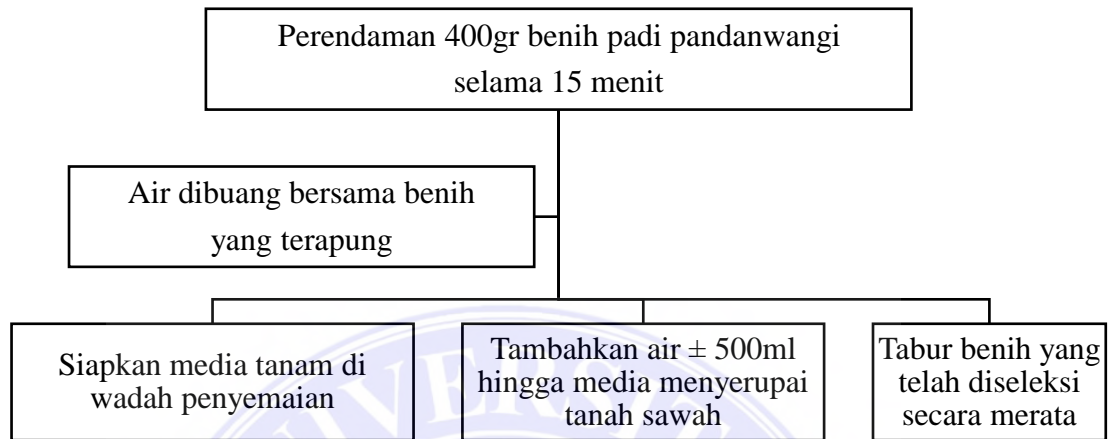 Perendaman 400gr benih padi pandanwangi
selama 15 menit
Air dibuang bersama benih
yang terapung
Siapkan media tanam di
wadah penyemaian
Tambahkan air ± 500ml
hingga media menyerupai
tanah sawah
Tabur benih yang
telah diseleksi
secara merata